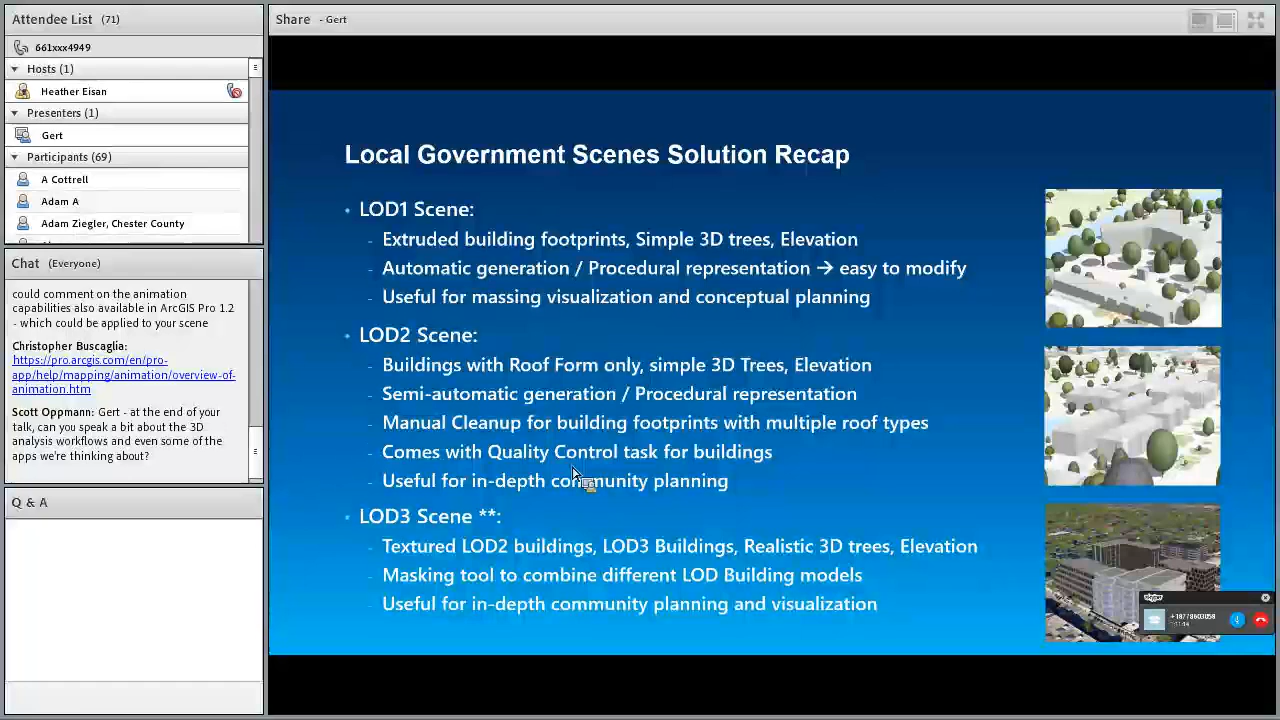 Attendee List (71)
661xxx4949
Hosts (1)
Heather Eisan
Presenters (1)
Gert
Participants (69)
A Cottrell
Adam A
Adam Ziegler, Chester County
Chat (Everyone)
could comment on the animation
capabilities also available in ArcGIS Pro 1.2
- which could be applied to your scene
Christopher Buscaglia:
https://pro.arcgis.com/en/pro-
app/help/mapping/animation/overview-of-
animation.htm
Scott Oppmann: Gert - at the end of your
talk, can you speak a bit about the 3D
analysis workflows and even some of the
apps we're thinking about?
Q & A
Share - Gert
Local Government Scenes Solution Recap
• LOD1 Scene:
- Extruded building footprints, Simple 3D trees, Elevation
- Automatic generation / Procedural representation → easy to modify
- Useful for massing visualization and conceptual planning
• LOD2 Scene:
- Buildings with Roof Form only, simple 3D Trees, Elevation
- Semi-automatic generation / Procedural representation
- Manual Cleanup for building footprints with multiple roof types
- Comes with Quality Control task for buildings
- Useful for in-depth community planning
• LOD3 Scene **:
- Textured LOD2 buildings, LOD3 Buildings, Realistic 3D trees, Elevation
- Masking tool to combine different LOD Building models
- Useful for in-depth community planning and visualization
skype
+18778603058